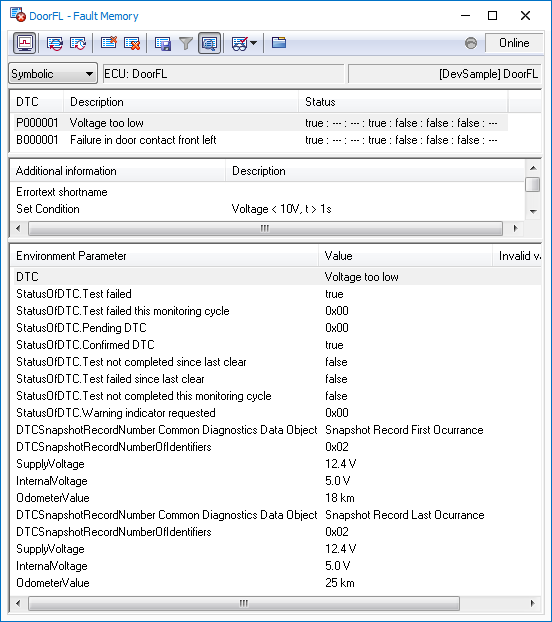 DoorFL - Fault Memory
Online
Symbolic ECU: DoorFL [DevSample] DoorFL
DTC Description Status
P000001 Voltage too low true : --- : --- : true : false : false : false : ---
B000001 Failure in door contact front left true : --- : --- : true : false : false : false : ---
Additional information Description
Errortext shortname
Set Condition Voltage < 10V, t > 1s
Environment Parameter Value Invalid va
DTC Voltage too low
StatusOfDTC.Test failed true
StatusOfDTC.Test failed this monitoring cycle 0x00
StatusOfDTC.Pending DTC 0x00
StatusOfDTC.Confirmed DTC true
StatusOfDTC.Test not completed since last clear false
StatusOfDTC.Test failed since last clear false
StatusOfDTC.Test not completed this monitoring cycle false
StatusOfDTC.Warning indicator requested 0x00
DTCSnapshotRecordNumber Common Diagnostics Data Object Snapshot Record First Ocurrance
DTCSnapshotRecordNumberOfIdentifiers 0x02
SupplyVoltage 12.4 V
InternalVoltage 5.0 V
OdometerValue 18 km
DTCSnapshotRecordNumber Common Diagnostics Data Object Snapshot Record Last Ocurrance
DTCSnapshotRecordNumberOfIdentifiers 0x02
SupplyVoltage 12.4 V
InternalVoltage 5.0 V
OdometerValue 25 km